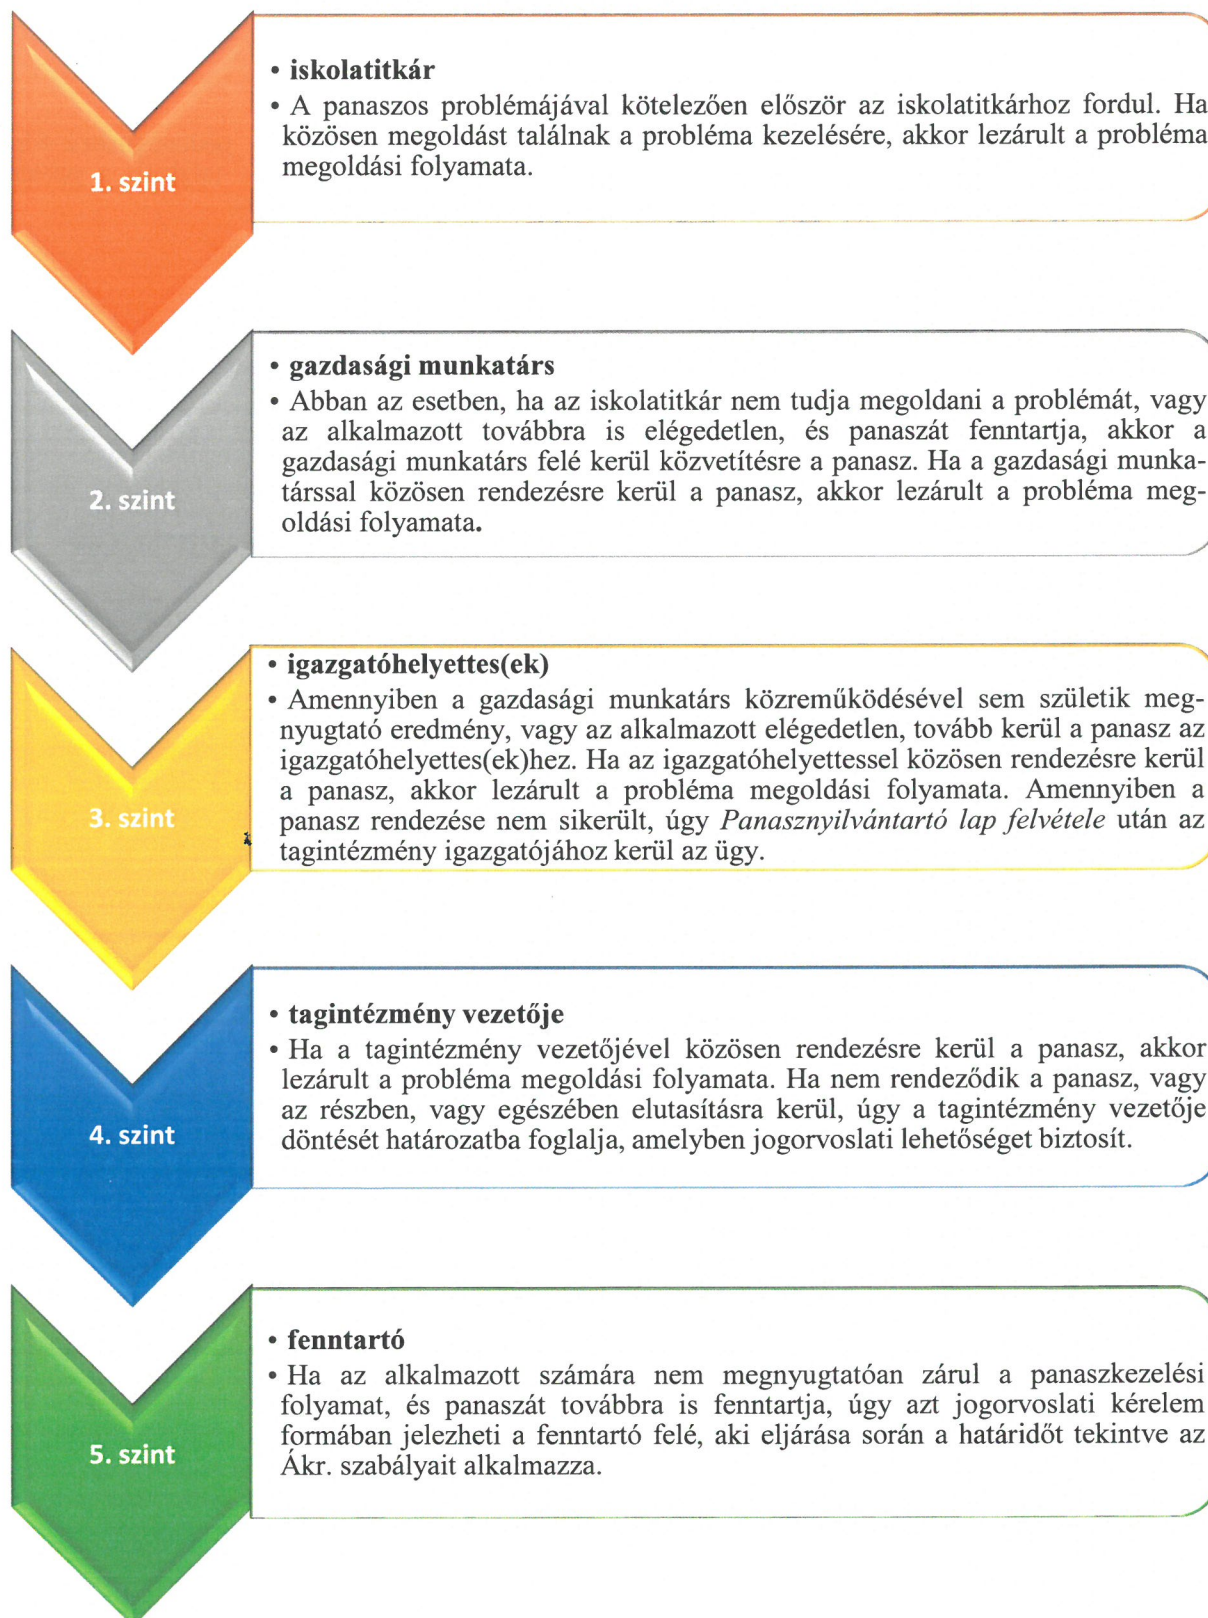 1. szint
• iskolatitkár
• A panaszos problémájával kötelezően először az iskolatitkárhoz fordul. Ha
közösen megoldást találnak a probléma kezelésére, akkor lezárult a probléma
megoldási folyamata.
2. szint
• gazdasági munkatárs
• Abban az esetben, ha az iskolatitkár nem tudja megoldani a problémát, vagy
az alkalmazott továbbra is elégedetlen, és panaszát fenntartja, akkor a
gazdasági munkatárs felé kerül közvetítésre a panasz. Ha a gazdasági munka-
társsal közösen rendezésre kerül a panasz, akkor lezárult a probléma meg-
oldási folyamata.
3. szint
• igazgatóhelyettes(ek)
• Amennyiben a gazdasági munkatárs közreműködésével sem születik meg-
nyugtató eredmény, vagy az alkalmazott elégedetlen, tovább kerül a panasz az
igazgatóhelyettes(ek)hez. Ha az igazgatóhelyettessel közösen rendezésre kerül
a panasz, akkor lezárult a probléma megoldási folyamata. Amennyiben a
panasz rendezése nem sikerült, úgy Panasznyilvántartó lap felvétele után az
tagintézmény igazgatójához kerül az ügy.
4. szint
• tagintézmény vezetője
• Ha a tagintézmény vezetőjével közösen rendezésre kerül a panasz, akkor
lezárult a probléma megoldási folyamata. Ha nem rendeződik a panasz, vagy
az részben, vagy egészében elutasításra kerül, úgy a tagintézmény vezetője
döntését határozatba foglalja, amelyben jogorvoslati lehetőséget biztosít.
5. szint
• fenntartó
• Ha az alkalmazott számára nem megnyugtatóan zárul a panaszkezelési
folyamat, és panaszát továbbra is fenntartja, úgy azt jogorvoslati kérelem
formában jelezheti a fenntartó felé, aki eljárása során a határidőt tekintve az
Ákr. szabályait alkalmazza.